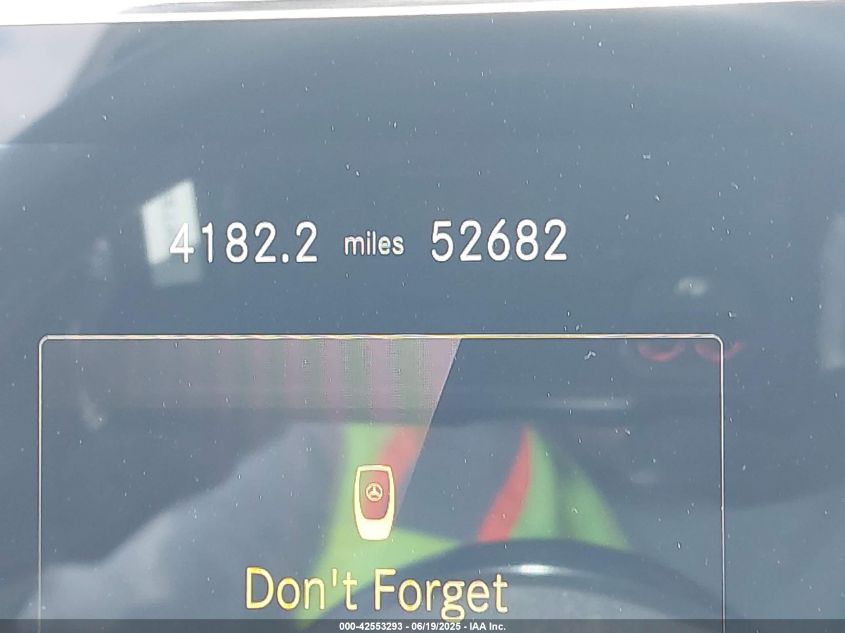 4182.2 miles 52682
Don't Forget
000-42553293 - 06/19/2025 - IAA Inc.